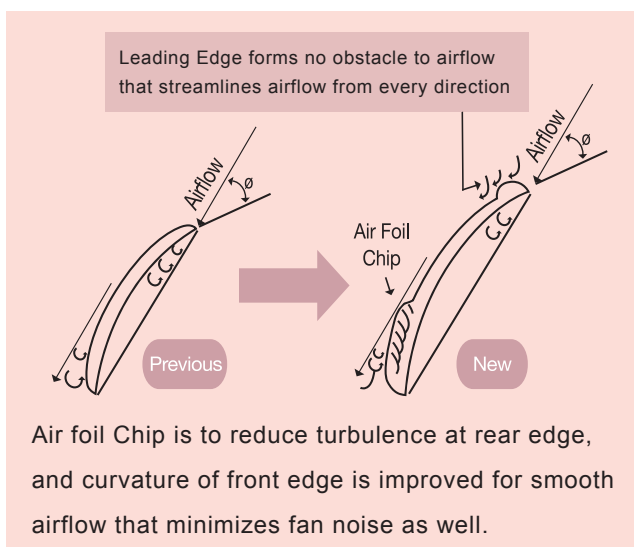 Leading Edge forms no obstacle to airflow
that streamlines airflow from every direction
Airflow
ø
Airflow
ø
Air Foil
Chip
Previous
New
Air foil Chip is to reduce turbulence at rear edge,
and curvature of front edge is improved for smooth
airflow that minimizes fan noise as well.